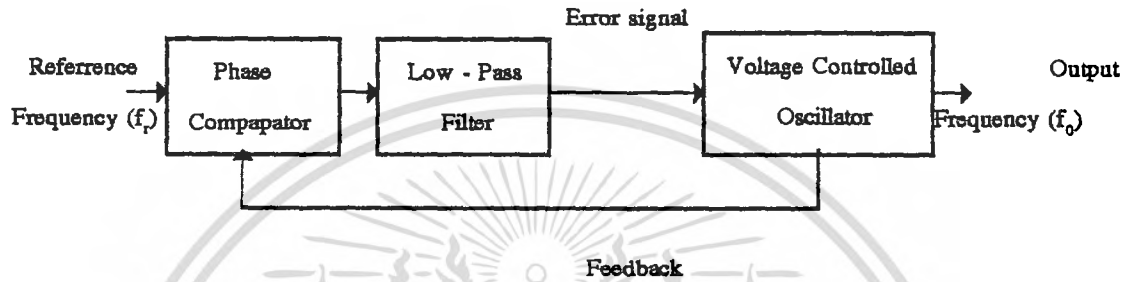 Error signal
Referrence
Frequency (fr)
Phase
Compapator
Low - Pass
Filter
Voltage Controlled
Oscillator
Output
Frequency (f0)
Feedback